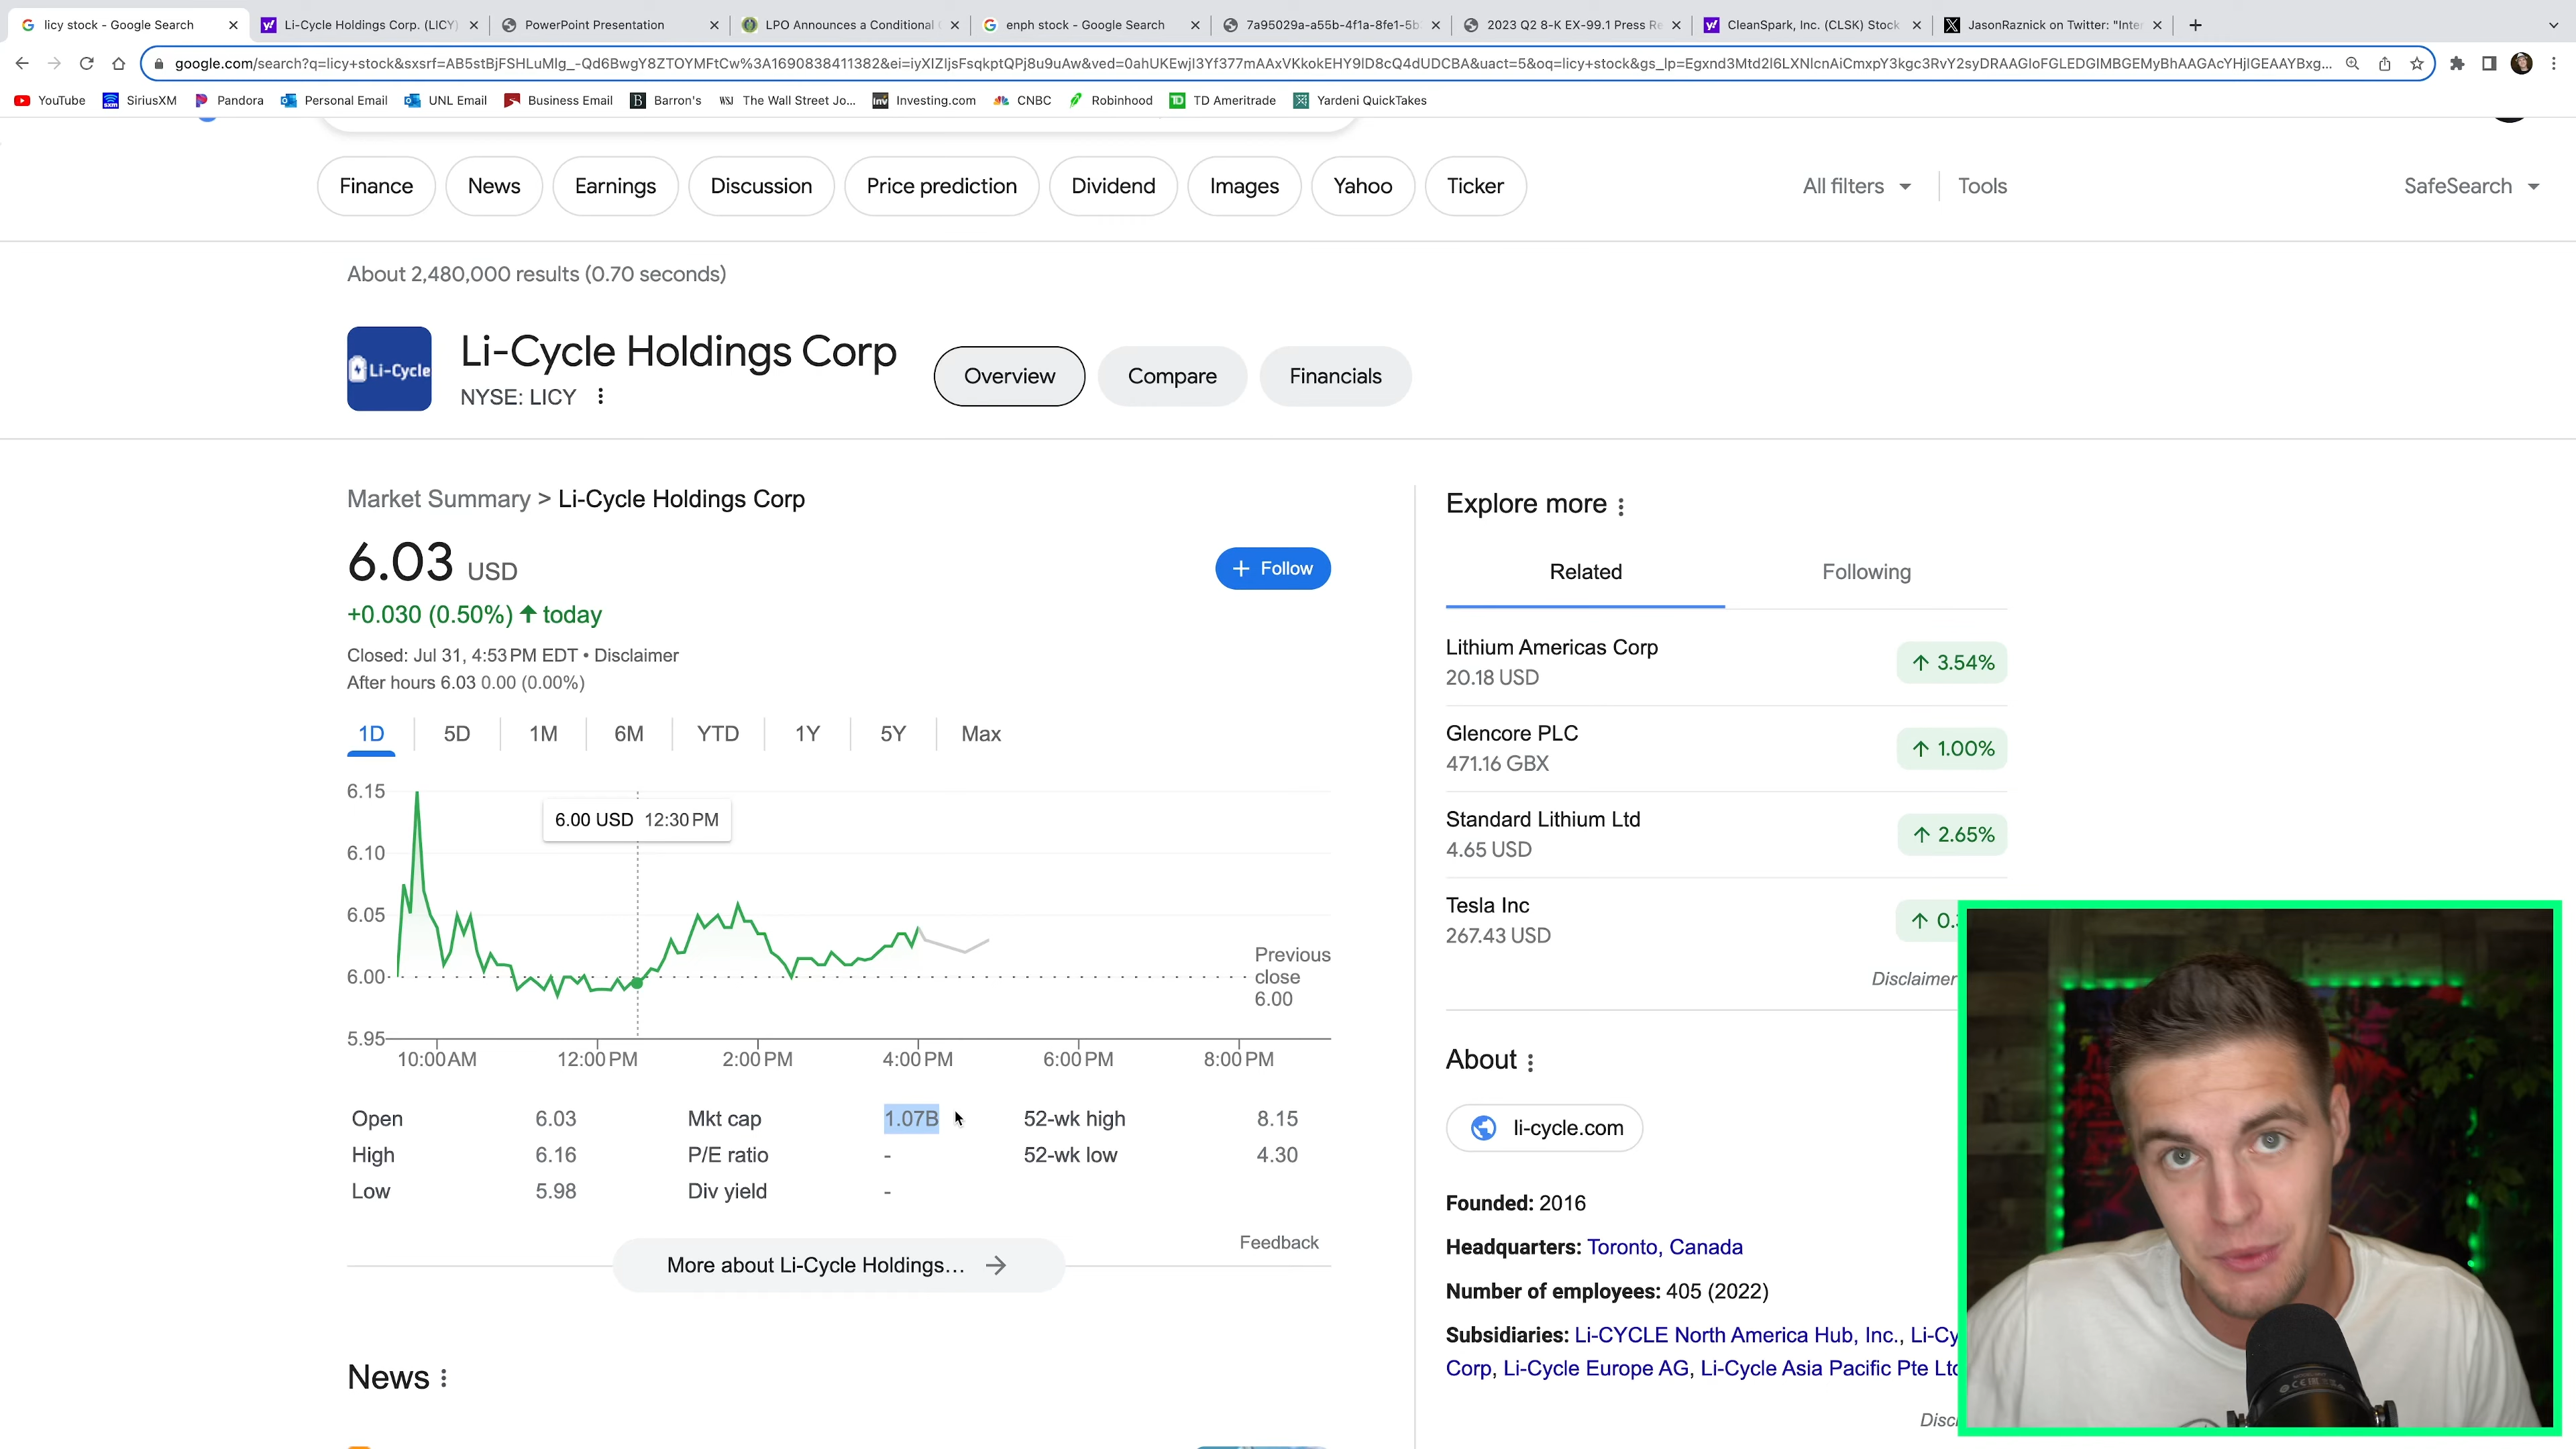 licy stock - Google Search
Li-Cycle Holdings Corp. (LICY)
PowerPoint Presentation
LPO Announces a Conditional
enph stock - Google Search
7a95029a-a55b-4f1a-8fe1-5b
2023 Q2 8-K EX-99.1 Press Re
CleanSpark, Inc. (CLSK) Stock
JasonRaznick on Twitter: "Inter
YouTube SiriusXM Pandora Personal Email UNL Email Business Email Barron's The Wall Street Jo... Investing.com CNBC Robinhood TD Ameritrade Yardeni QuickTakes
Finance News Earnings Discussion Price prediction Dividend Images Yahoo Ticker All filters Tools SafeSearch
About 2,480,000 results (0.70 seconds)
Li-Cycle
Li-Cycle Holdings Corp
NYSE: LICY
Overview Compare Financials
Market Summary > Li-Cycle Holdings Corp
6.03 USD
+ Follow
+0.030 (0.50%) ↑ today
Closed: Jul 31, 4:53 PM EDT • Disclaimer
After hours 6.03 0.00 (0.00%)
1D 5D 1M 6M YTD 1Y 5Y Max
6.15
6.00 USD 12:30 PM
6.10
6.05
6.00
5.95
Previous
close
6.00
10:00 AM 12:00 PM 2:00 PM 4:00 PM 6:00 PM 8:00 PM
Open 6.03 Mkt cap 1.07B 52-wk high 8.15
High 6.16 P/E ratio - 52-wk low 4.30
Low 5.98 Div yield -
Feedback
More about Li-Cycle Holdings... →
News
Explore more
Related Following
Lithium Americas Corp
20.18 USD
↑ 3.54%
Glencore PLC
471.16 GBX
↑ 1.00%
Standard Lithium Ltd
4.65 USD
↑ 2.65%
Tesla Inc
267.43 USD
↑ 0.
Disclaimer
About
li-cycle.com
Founded: 2016
Headquarters: Toronto, Canada
Number of employees: 405 (2022)
Subsidiaries: Li-CYCLE North America Hub, Inc., Li-Cy
Corp, Li-Cycle Europe AG, Li-Cycle Asia Pacific Pte Ltd
Disc